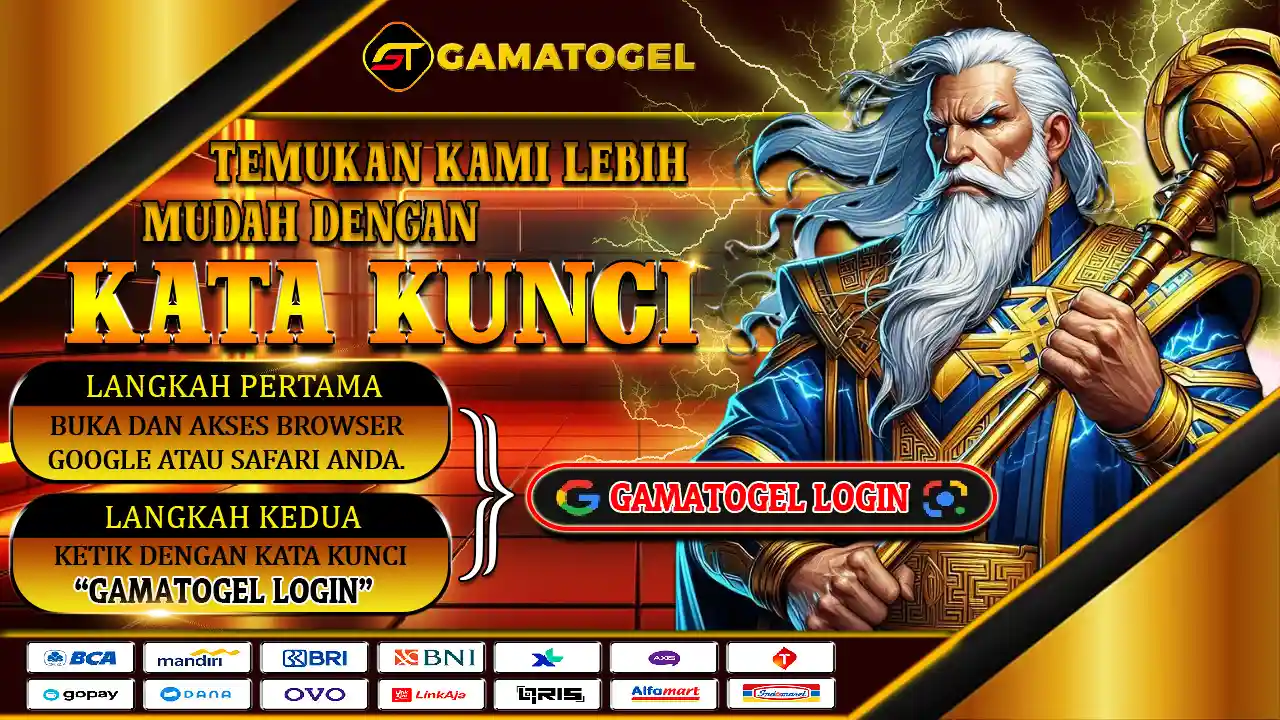 GAMATOGEL
TEMUKAN KAMI LEBIH
MUDAH DENGAN
KATA KUNCI
LANGKAH PERTAMA
BUKA DAN AKSES BROWSER
GOOGLE ATAU SAFARI ANDA.
LANGKAH KEDUA
KETIK DENGAN KATA KUNCI
“GAMATOGEL LOGIN”
GAMATOGEL LOGIN
BCA
mandiri
BRI
BNI
XL
AXIS
T
gopay
DANA
OVO
LinkAja
QRIS
Alfamart
Indomaret